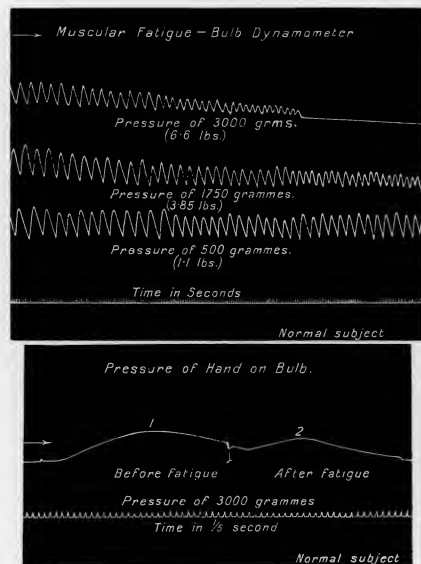 Muscular Fatigue – Bulb Dynamometer
Pressure of 3000 grms.
(6·6 lbs.)
Pressure of 1750 grammes.
(3·85 lbs.)
Pressure of 500 grammes.
(1·1 lbs.)
Time in Seconds
Normal subject
Pressure of Hand on Bulb.
1 2
Before fatigue After fatigue
Pressure of 3000 grammes
Time in 1/5 second
Normal subject